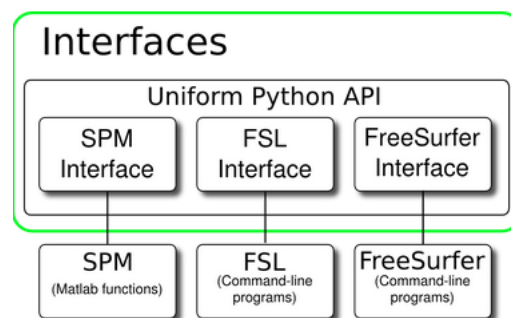 Interfaces
Uniform Python API
SPM
Interface
FSL
Interface
FreeSurfer
Interface
SPM
(Matlab functions)
FSL
(Command-line
programs)
FreeSurfer
(Command-line
programs)